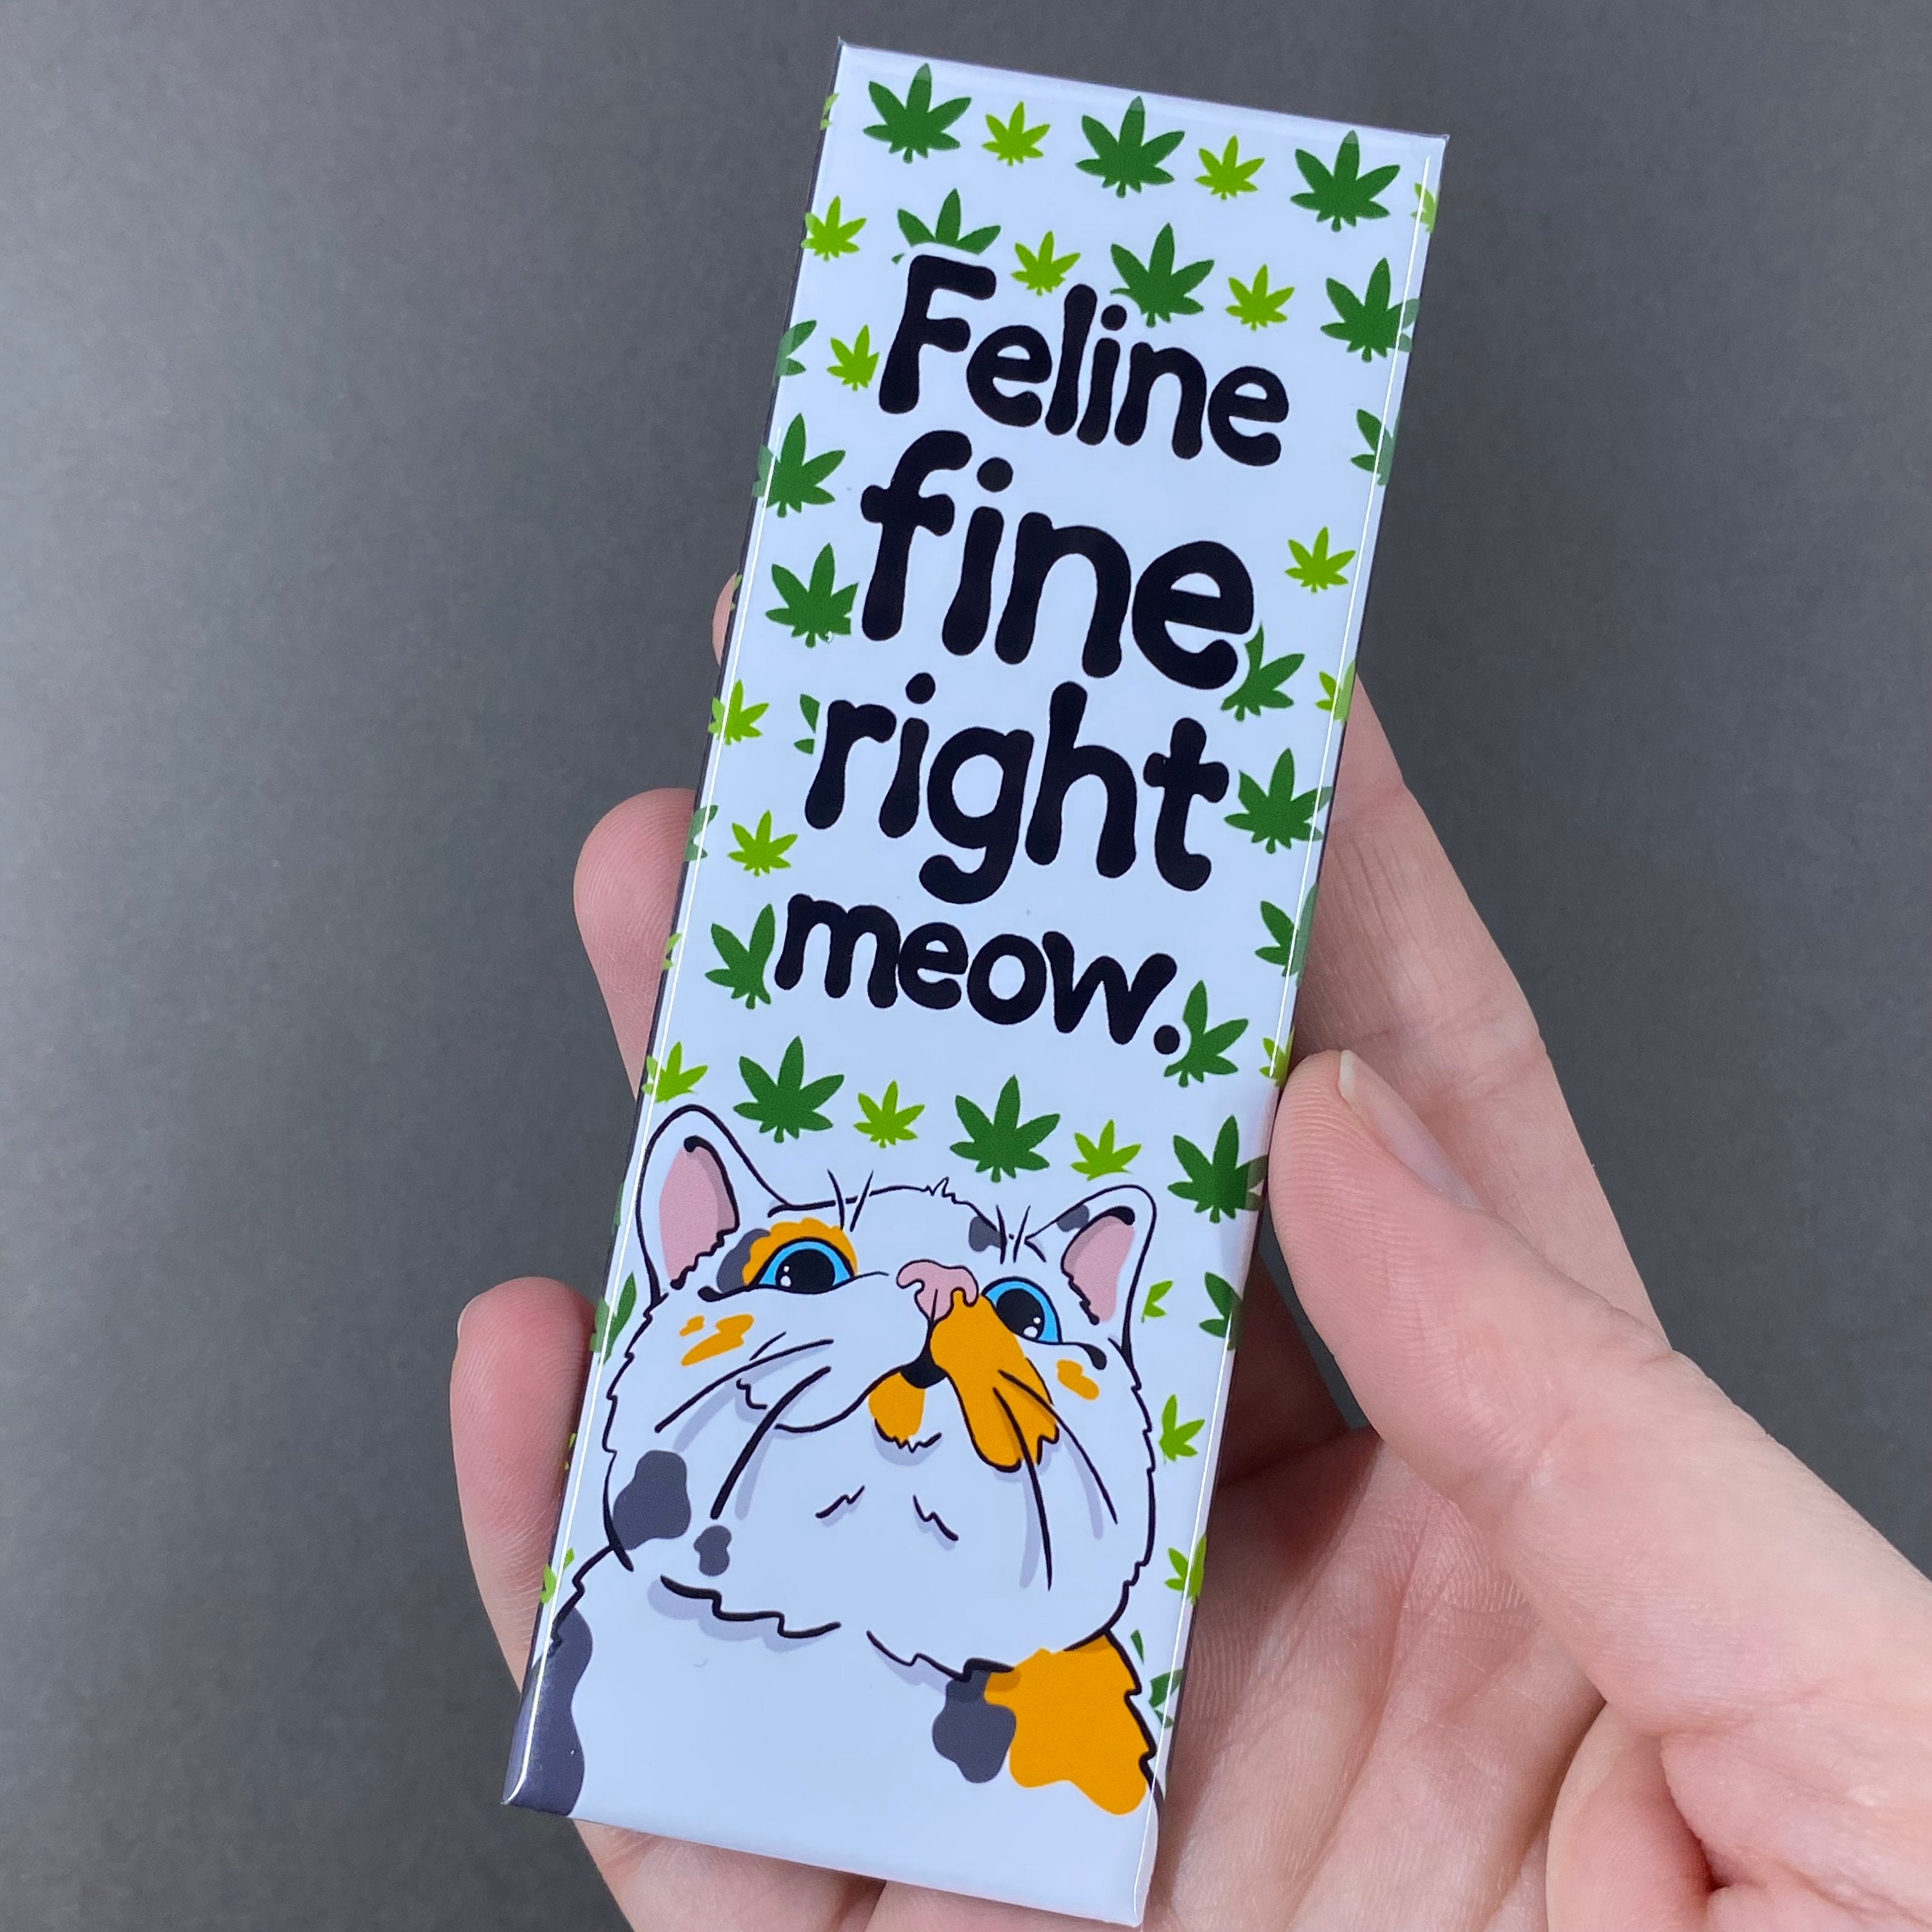 Feline
fine
right
meow.